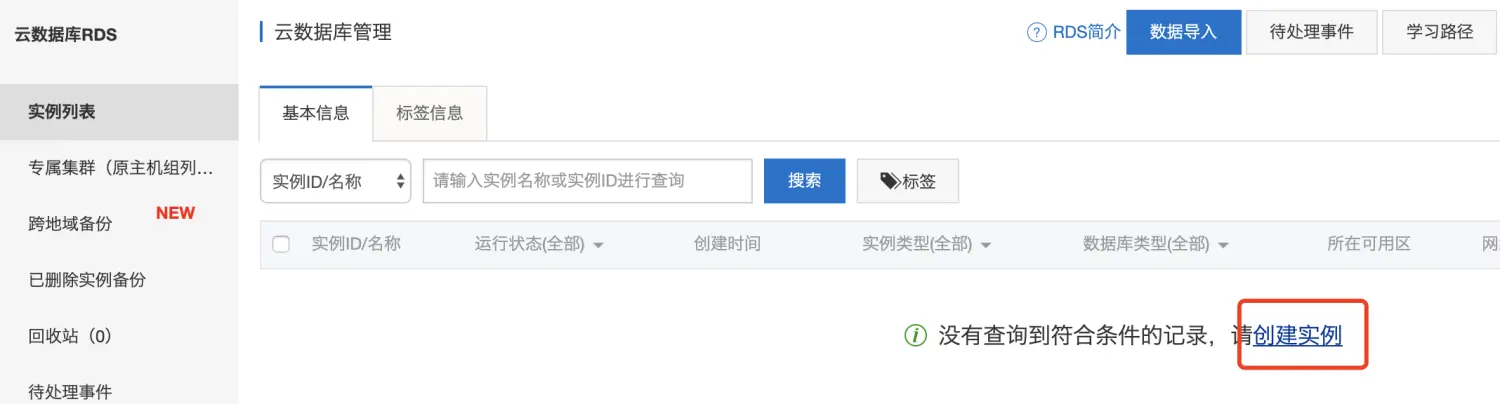 云数据库RDS
云数据库管理
? RDS简介 数据导入 待处理事件 学习路径
实例列表
基本信息 标签信息
专属集群（原主机组列...
实例ID/名称 请输入实例名称或实例ID进行查询 搜索 标签
跨地域备份 NEW
实例ID/名称 运行状态(全部) 创建时间 实例类型(全部) 数据库类型(全部) 所在可用区 网
已删除实例备份
没有查询到符合条件的记录，请创建实例
回收站（0）
待处理事件